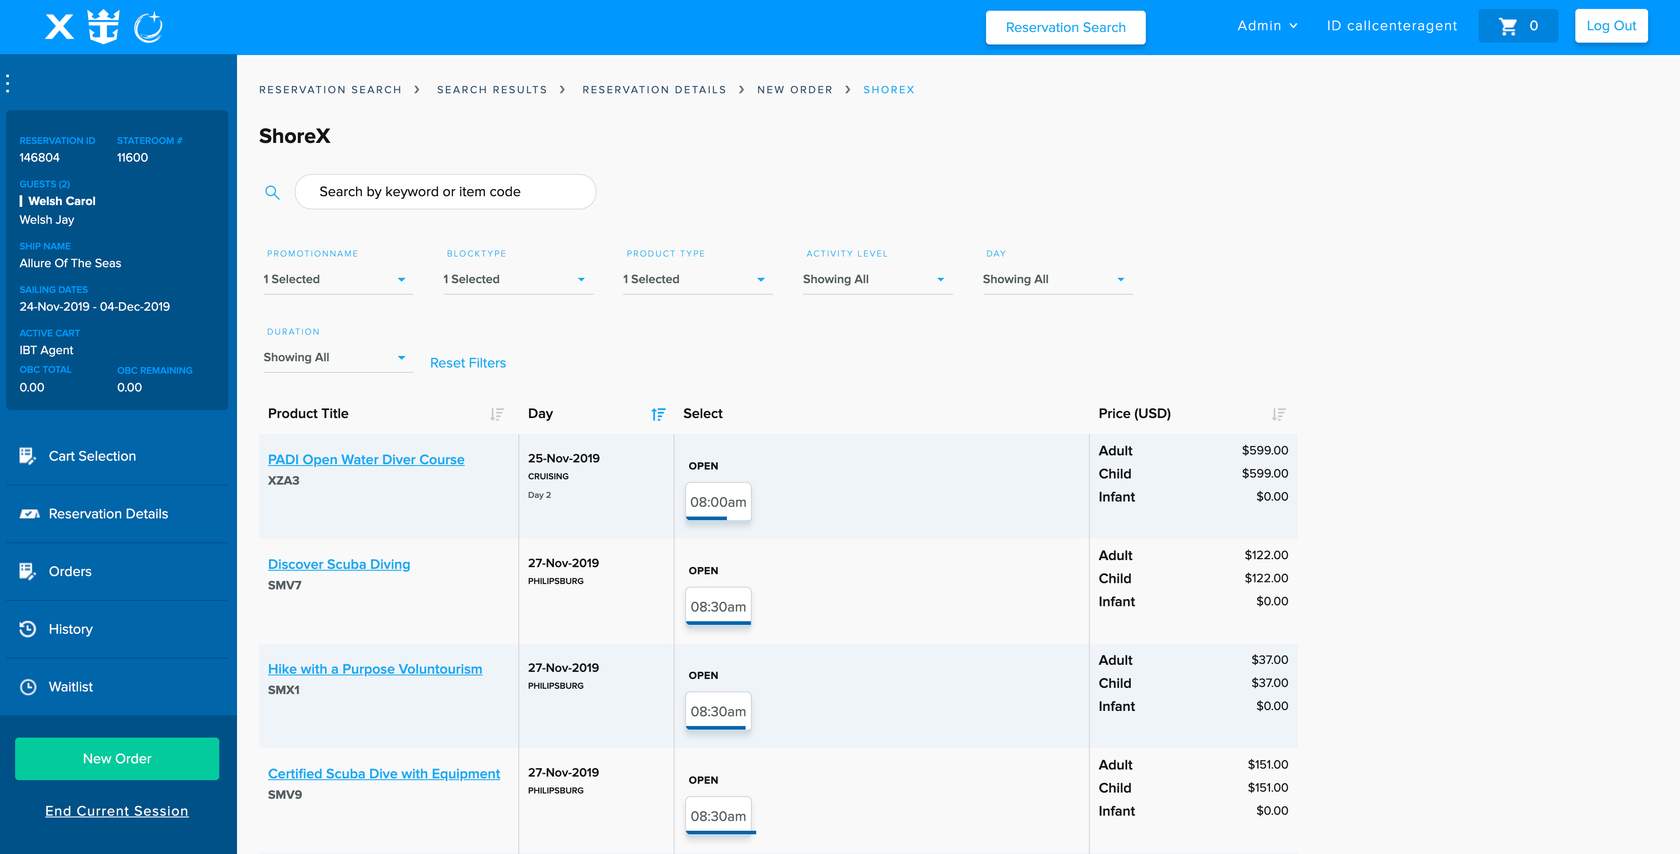 X
Reservation Search
Admin
ID callcenteragent
0
Log Out
RESERVATION SEARCH > SEARCH RESULTS > RESERVATION DETAILS > NEW ORDER > SHOREX
RESERVATION ID STATEROOM #
146804 11600
GUESTS (2)
Welsh Carol
Welsh Jay
SHIP NAME
Allure Of The Seas
SAILING DATES
24-Nov-2019 - 04-Dec-2019
ACTIVE CART
IBT Agent
OBC TOTAL OBC REMAINING
0.00 0.00
Cart Selection
Reservation Details
Orders
History
Waitlist
New Order
End Current Session
ShoreX
Search by keyword or item code
PROMOTIONNAME BLOCKTYPE PRODUCT TYPE ACTIVITY LEVEL DAY
1 Selected 1 Selected 1 Selected Showing All Showing All
DURATION
Showing All Reset Filters
Product Title Day Select Price (USD)
PADI Open Water Diver Course
XZA3
25-Nov-2019
CRUISING
Day 2
OPEN
08:00am
Adult $599.00
Child $599.00
Infant $0.00
Discover Scuba Diving
SMV7
27-Nov-2019
PHILIPSBURG
OPEN
08:30am
Adult $122.00
Child $122.00
Infant $0.00
Hike with a Purpose Voluntourism
SMX1
27-Nov-2019
PHILIPSBURG
OPEN
08:30am
Adult $37.00
Child $37.00
Infant $0.00
Certified Scuba Dive with Equipment
SMV9
27-Nov-2019
PHILIPSBURG
OPEN
08:30am
Adult $151.00
Child $151.00
Infant $0.00